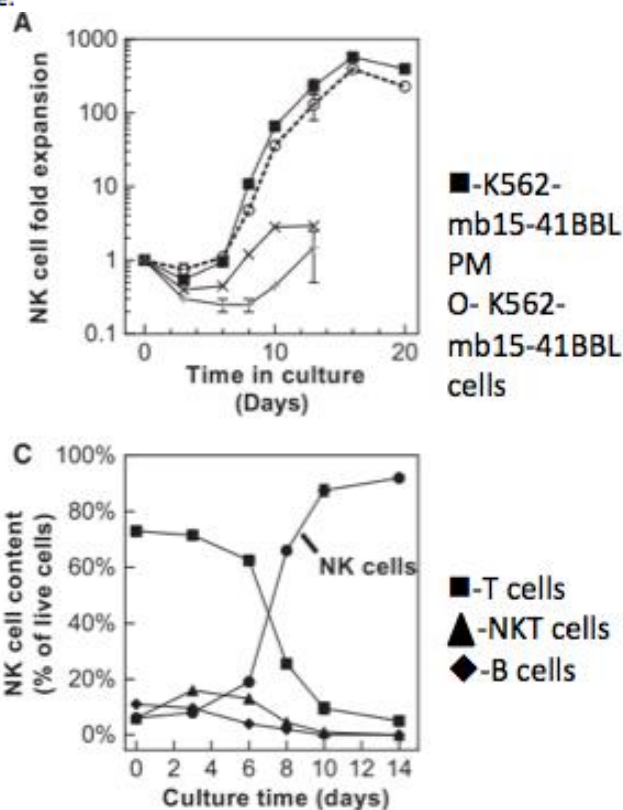 A
1000
100
10
1
0.1
NK cell fold expansion
0 10 20
Time in culture
(Days)
■-K562-
mb15-41BBL
PM
O- K562-
mb15-41BBL
cells
C
100%
80%
60%
40%
20%
0%
NK cell content
(% of live cells)
NK cells
0 2 4 6 8 10 12 14
Culture time (days)
■-T cells
▲-NKT cells
◆-B cells